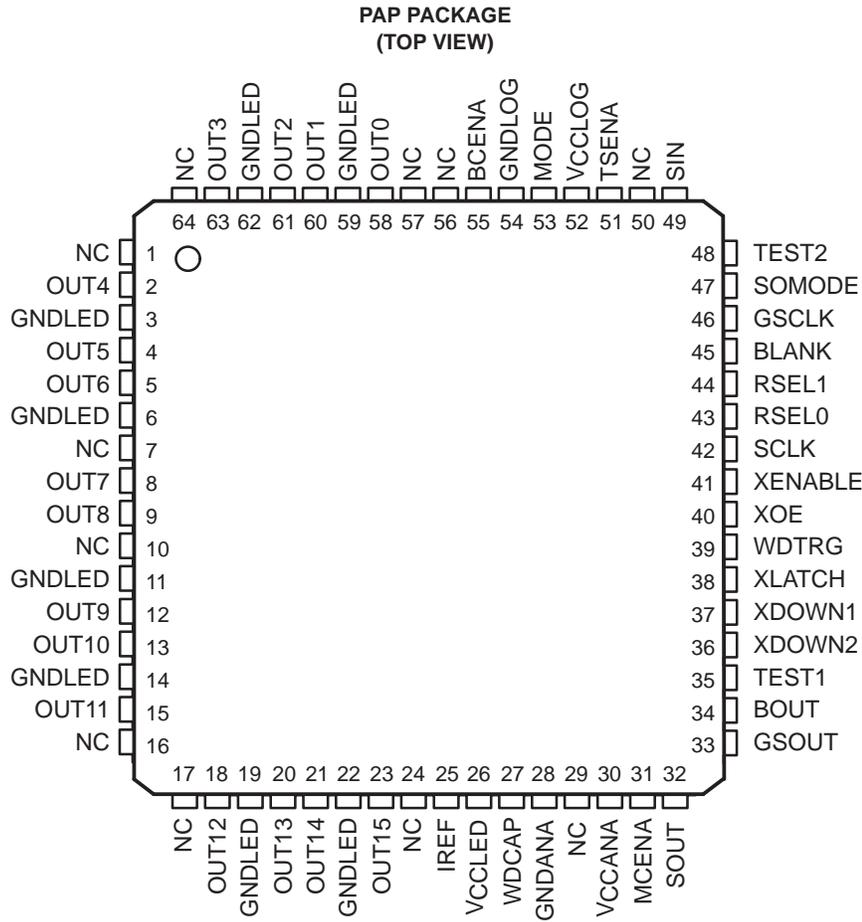 PAP PACKAGE
(TOP VIEW)
NC
OUT3
GNDLED
OUT2
OUT1
GNDLED
OUT0
NC
NC
BCENA
GNDLOG
MODE
VCCLOG
TSENA
NC
SIN
64 63 62 61 60 59 58 57 56 55 54 53 52 51 50 49
NC 1 48 TEST2
OUT4 2 47 SOMODE
GNDLED 3 46 GSCLK
OUT5 4 45 BLANK
OUT6 5 44 RSEL1
GNDLED 6 43 RSEL0
NC 7 42 SCLK
OUT7 8 41 XENABLE
OUT8 9 40 XOE
NC 10 39 WDTRG
GNDLED 11 38 XLATCH
OUT9 12 37 XDOWN1
OUT10 13 36 XDOWN2
GNDLED 14 35 TEST1
OUT11 15 34 BOUT
NC 16 33 GSOUT
17 18 19 20 21 22 23 24 25 26 27 28 29 30 31 32
NC
OUT12
GNDLED
OUT13
OUT14
GNDLED
OUT15
NC
IREF
VCCLED
WDCAP
GNDANA
NC
VCCANA
MCENA
SOUT